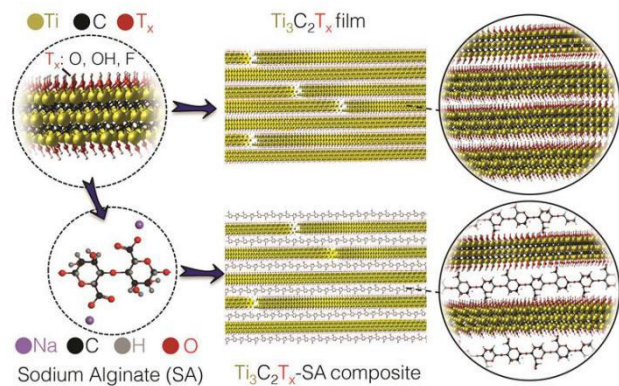 Ti C Tₓ
Ti₃C₂Tₓ film
Tₓ: O, OH, F
Na C H O
Sodium Alginate (SA)
Ti₃C₂Tₓ-SA composite